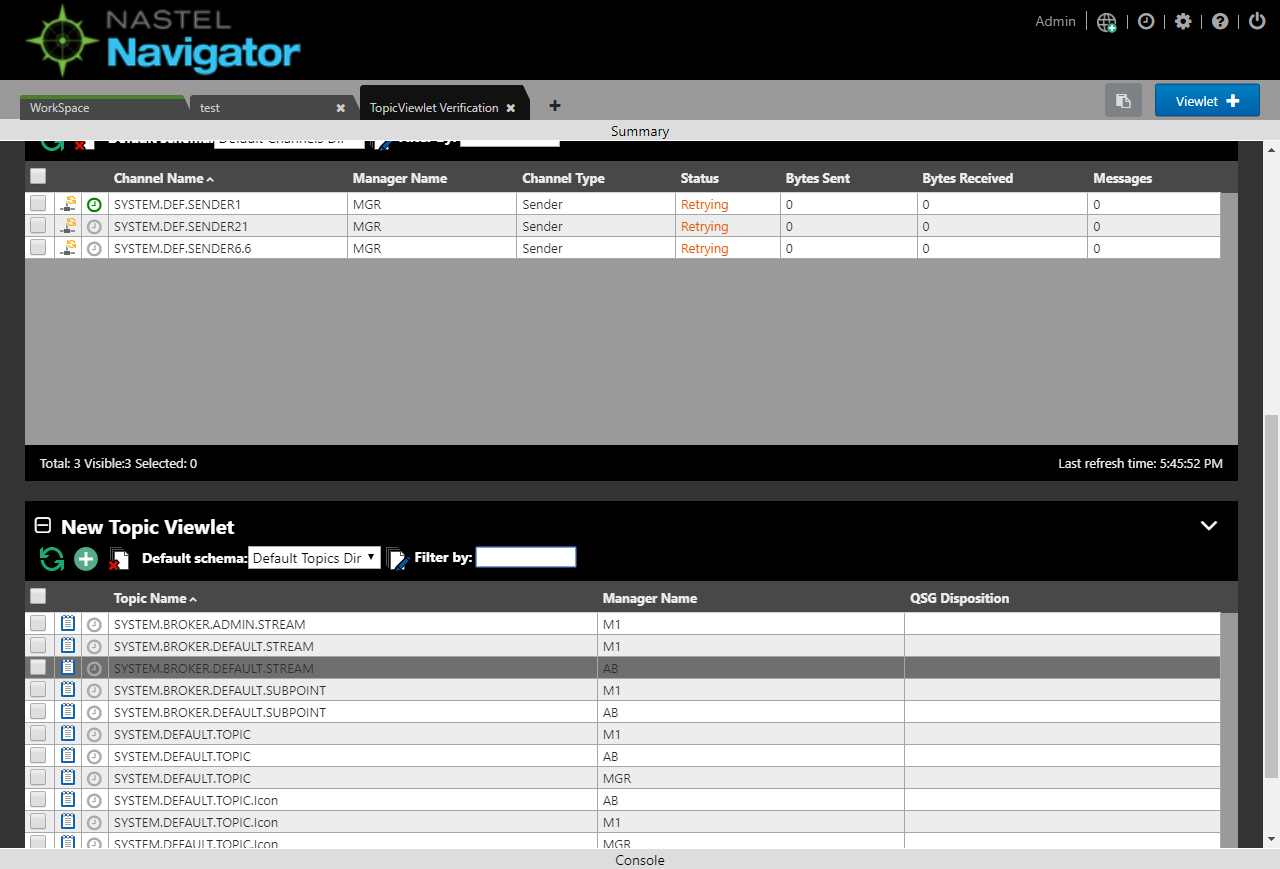 NASTEL
Navigator
Admin
WorkSpace test TopicViewlet Verification Viewlet
Summary
Default schema: Default Channels Dir Filter by:
Channel Name Manager Name Channel Type Status Bytes Sent Bytes Received Messages
SYSTEM.DEF.SENDER1 MGR Sender Retrying 0 0 0
SYSTEM.DEF.SENDER21 MGR Sender Retrying 0 0 0
SYSTEM.DEF.SENDER6.6 MGR Sender Retrying 0 0 0
Total: 3 Visible:3 Selected: 0 Last refresh time: 5:45:52 PM
New Topic Viewlet
Default schema: Default Topics Dir Filter by:
Topic Name Manager Name QSG Disposition
SYSTEM.BROKER.ADMIN.STREAM M1
SYSTEM.BROKER.DEFAULT.STREAM M1
SYSTEM.BROKER.DEFAULT.STREAM AB
SYSTEM.BROKER.DEFAULT.SUBPOINT M1
SYSTEM.BROKER.DEFAULT.SUBPOINT AB
SYSTEM.DEFAULT.TOPIC M1
SYSTEM.DEFAULT.TOPIC AB
SYSTEM.DEFAULT.TOPIC MGR
SYSTEM.DEFAULT.TOPIC.Icon AB
SYSTEM.DEFAULT.TOPIC.Icon M1
SYSTEM.DEFAULT.TOPIC.Icon MGR
Console